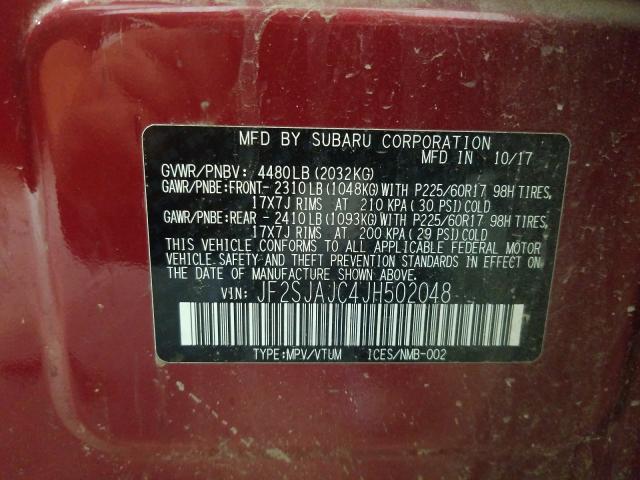 MFD BY SUBARU CORPORATION
MFD IN 10/17
GVWR/PNBV: 4480LB(2032KG)
GAWR/PNBE:FRONT- 2310LB(1048KG)WITH P225/60R17 98H TIRES,
17X7J RIMS AT 210 KPA(30 PSI)COLD
GAWR/PNBE:REAR - 2410LB(1093KG)WITH P225/60R17 98H TIRES,
17X7J RIMS AT 200 KPA(29 PSI)COLD
THIS VEHICLE CONFORMS TO ALL APPLICABLE FEDERAL MOTOR
VEHICLE SAFETY AND THEFT PREVENTION STANDARDS IN EFFECT ON
THE DATE OF MANUFACTURE SHOWN ABOVE.
VIN: JF2SJAJC4JH502048
TYPE:MPV/VTUM ICES/NMB-002